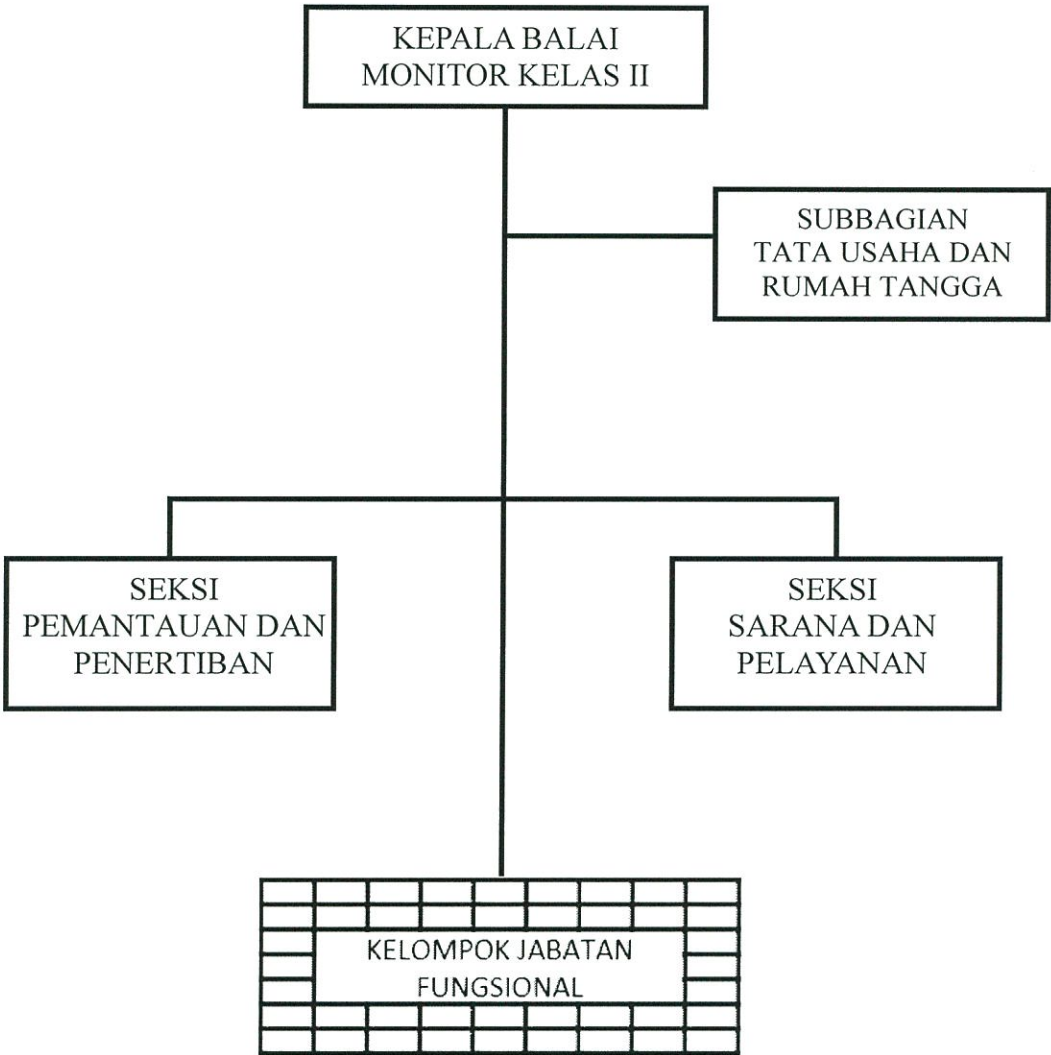 KEPALA BALAI
MONITOR KELAS II
SUBBAGIAN
TATA USAHA DAN
RUMAH TANGGA
SEKSI
PEMANTAUAN DAN
PENERTIBAN
SEKSI
SARANA DAN
PELAYANAN
KELOMPOK JABATAN
FUNGSIONAL